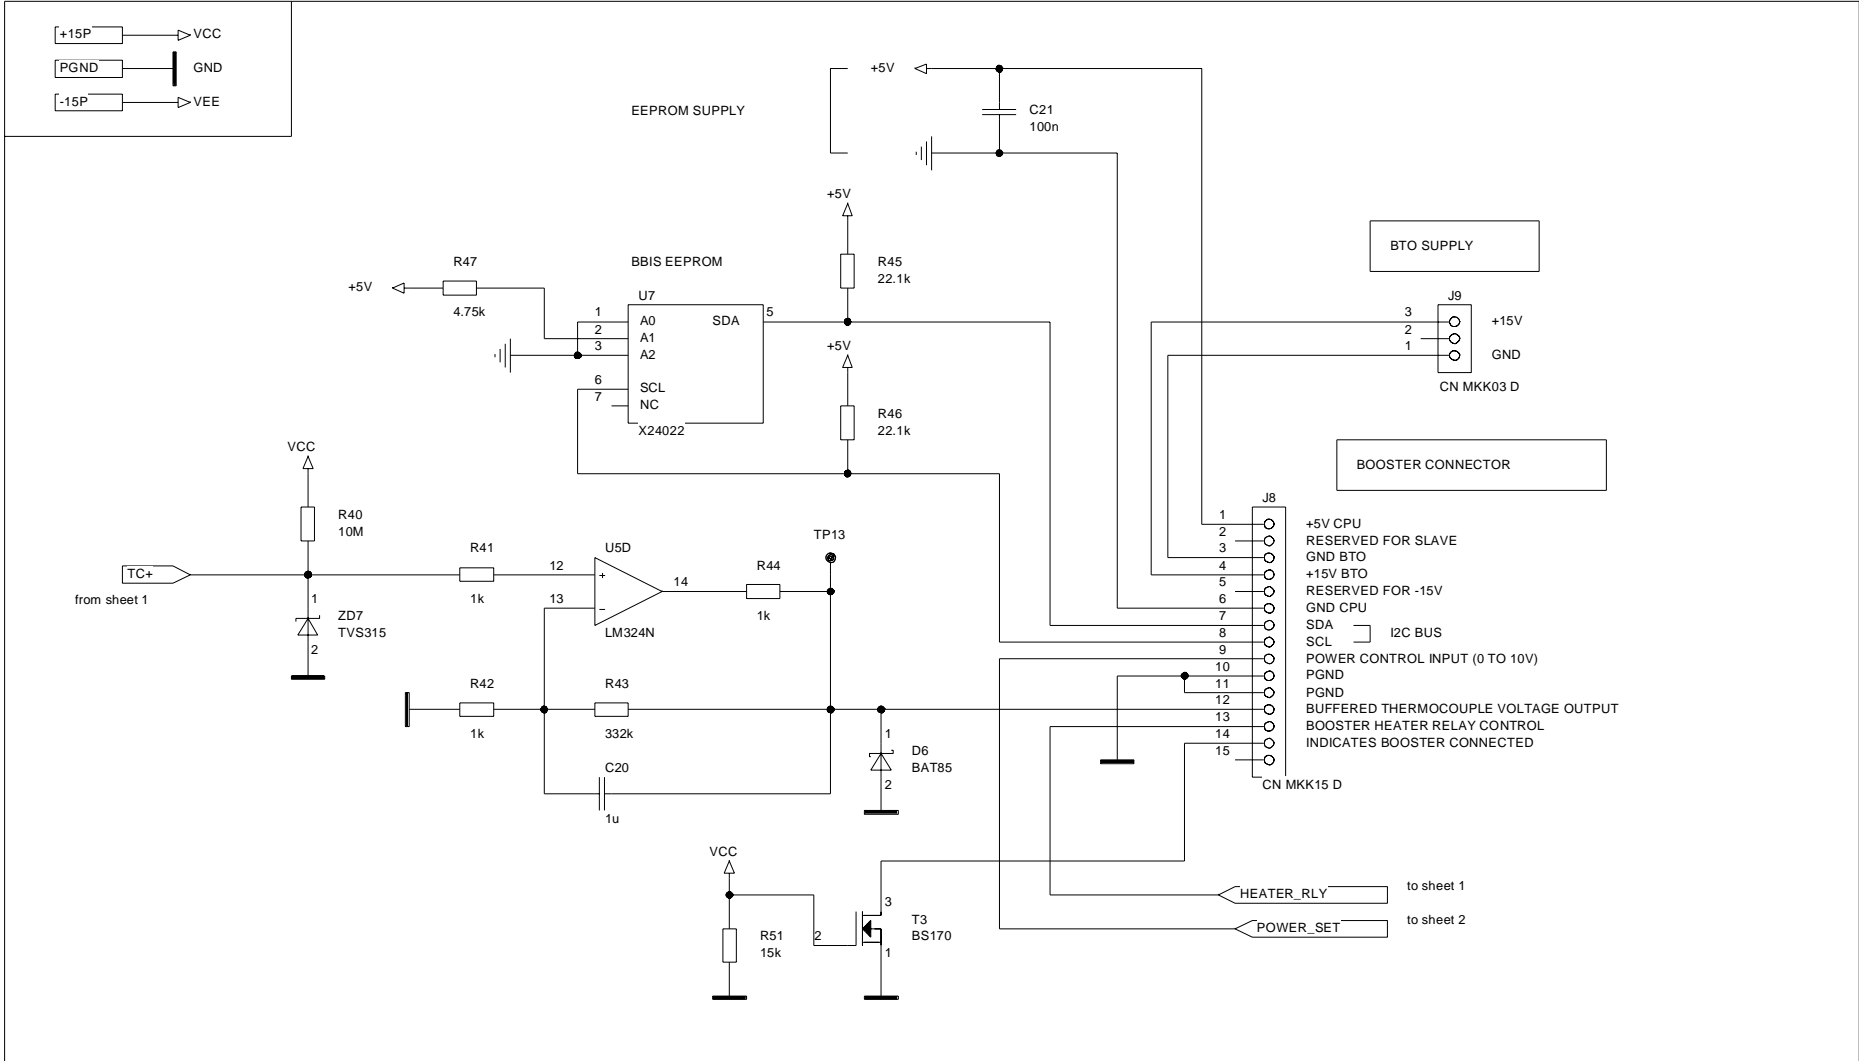 +15P VCC
PGND GND
-15P VEE
EEPROM SUPPLY
+5V
C21
100n
+5V
R45
22.1k
R47
+5V
4.75k
BBIS EEPROM
U7
1 A0 SDA 5
2 A1
3 A2
6 SCL
7 NC
X24022
+5V
R46
22.1k
BTO SUPPLY
J9
3 +15V
2
1 GND
CN MKK03 D
BOOSTER CONNECTOR
J8
1 +5V CPU
2 RESERVED FOR SLAVE
3 GND BTO
4 +15V BTO
5 RESERVED FOR -15V
6 GND CPU
7 SDA
8 SCL
I2C BUS
9 POWER CONTROL INPUT (0 TO 10V)
10 PGND
11 PGND
12 BUFFERED THERMOCOUPLE VOLTAGE OUTPUT
13 BOOSTER HEATER RELAY CONTROL
14 INDICATES BOOSTER CONNECTED
15
CN MKK15 D
VCC
R40
10M
TC+
from sheet 1
1
ZD7
TVS315
2
R41
1k
U5D
12 +
13 −
14
LM324N
R44
1k
TP13
R42
1k
R43
332k
C20
1u
1
D6
BAT85
2
VCC
R51
15k
2
3
T3
BS170
1
HEATER_RLY to sheet 1
POWER_SET to sheet 2